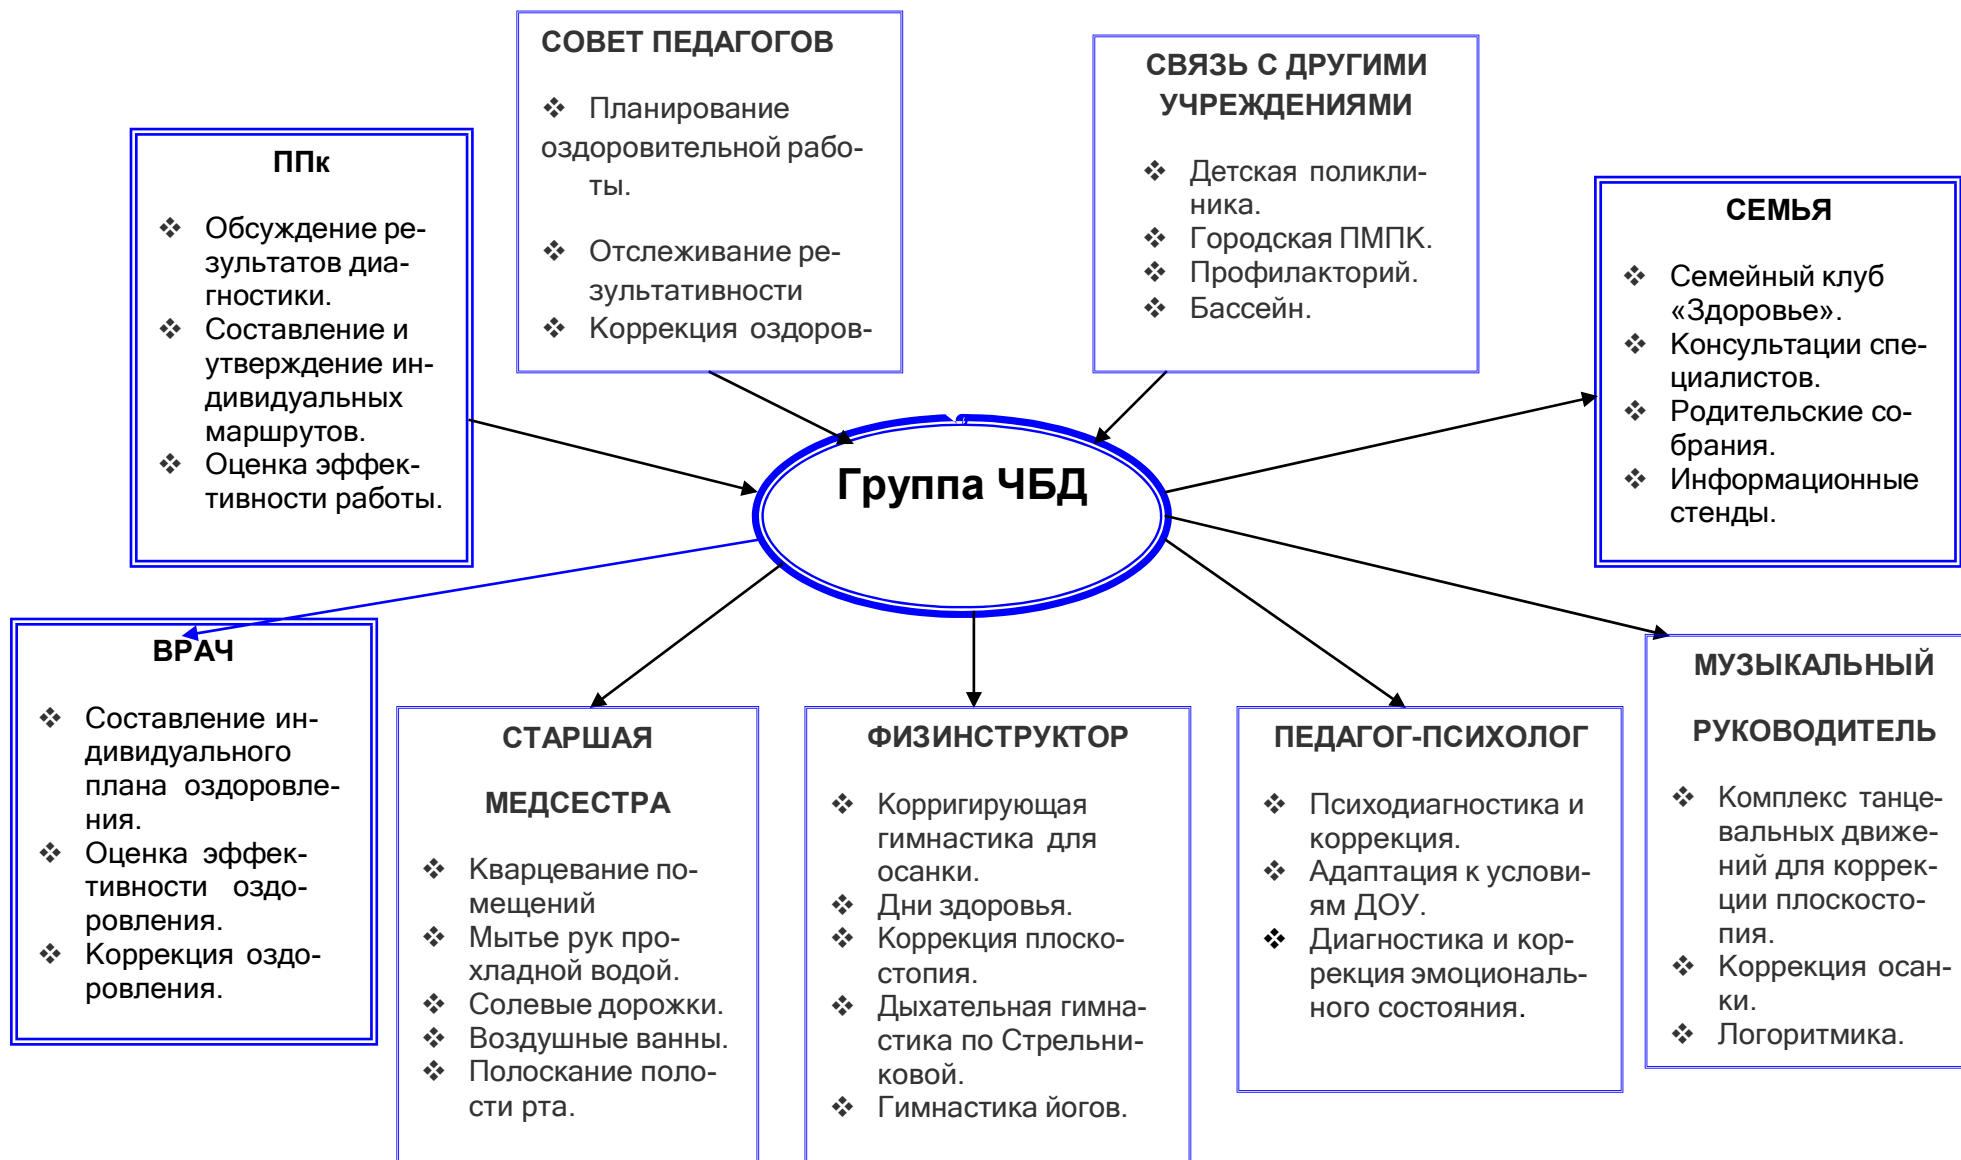 СОВЕТ ПЕДАГОГОВ
❖ Планирование
оздоровительной рабо-
ты.
❖ Отслеживание ре-
зультативности
❖ Коррекция оздоров-
СВЯЗЬ С ДРУГИМИ
УЧРЕЖДЕНИЯМИ
❖ Детская поликли-
ника.
❖ Городская ПМПК.
❖ Профилакторий.
❖ Бассейн.
ППк
❖ Обсуждение ре-
зультатов диа-
гностики.
❖ Составление и
утверждение ин-
дивидуальных
маршрутов.
❖ Оценка эффек-
тивности работы.
СЕМЬЯ
❖ Семейный клуб
«Здоровье».
❖ Консультации спе-
циалистов.
❖ Родительские со-
брания.
❖ Информационные
стенды.
Группа ЧБД
ВРАЧ
❖ Составление ин-
дивидуального
плана оздоровле-
ния.
❖ Оценка эффек-
тивности оздо-
ровления.
❖ Коррекция оздо-
ровления.
СТАРШАЯ
МЕДСЕСТРА
❖ Кварцевание по-
мещений
❖ Мытье рук про-
хладной водой.
❖ Солевые дорожки.
❖ Воздушные ванны.
❖ Полоскание поло-
сти рта.
ФИЗИНСТРУКТОР
❖ Корригирующая
гимнастика для
осанки.
❖ Дни здоровья.
❖ Коррекция плоско-
стопия.
❖ Дыхательная гимна-
стика по Стрельни-
ковой.
❖ Гимнастика йогов.
ПЕДАГОГ-ПСИХОЛОГ
❖ Психодиагностика и
коррекция.
❖ Адаптация к услови-
ям ДОУ.
❖ Диагностика и кор-
рекция эмоциональ-
ного состояния.
МУЗЫКАЛЬНЫЙ
РУКОВОДИТЕЛЬ
❖ Комплекс танце-
вальных движе-
ний для коррек-
ции плоскосто-
пия.
❖ Коррекция осан-
ки.
❖ Логоритмика.